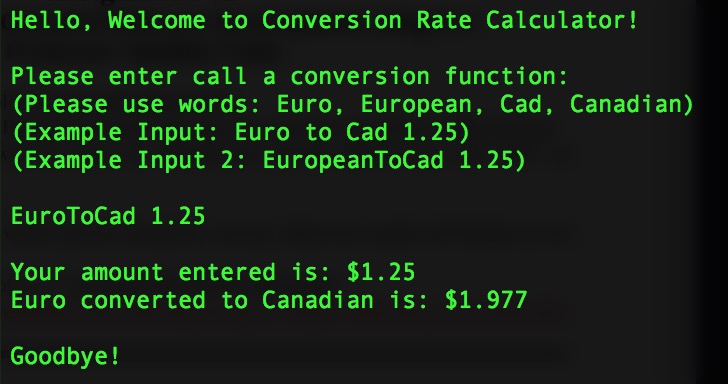 Hello, Welcome to Conversion Rate Calculator!
Please enter call a conversion function:
(Please use words: Euro, European, Cad, Canadian)
(Example Input: Euro to Cad 1.25)
(Example Input 2: EuropeanToCad 1.25)
EuroToCad 1.25
Your amount entered is: $1.25
Euro converted to Canadian is: $1.977
Goodbye!